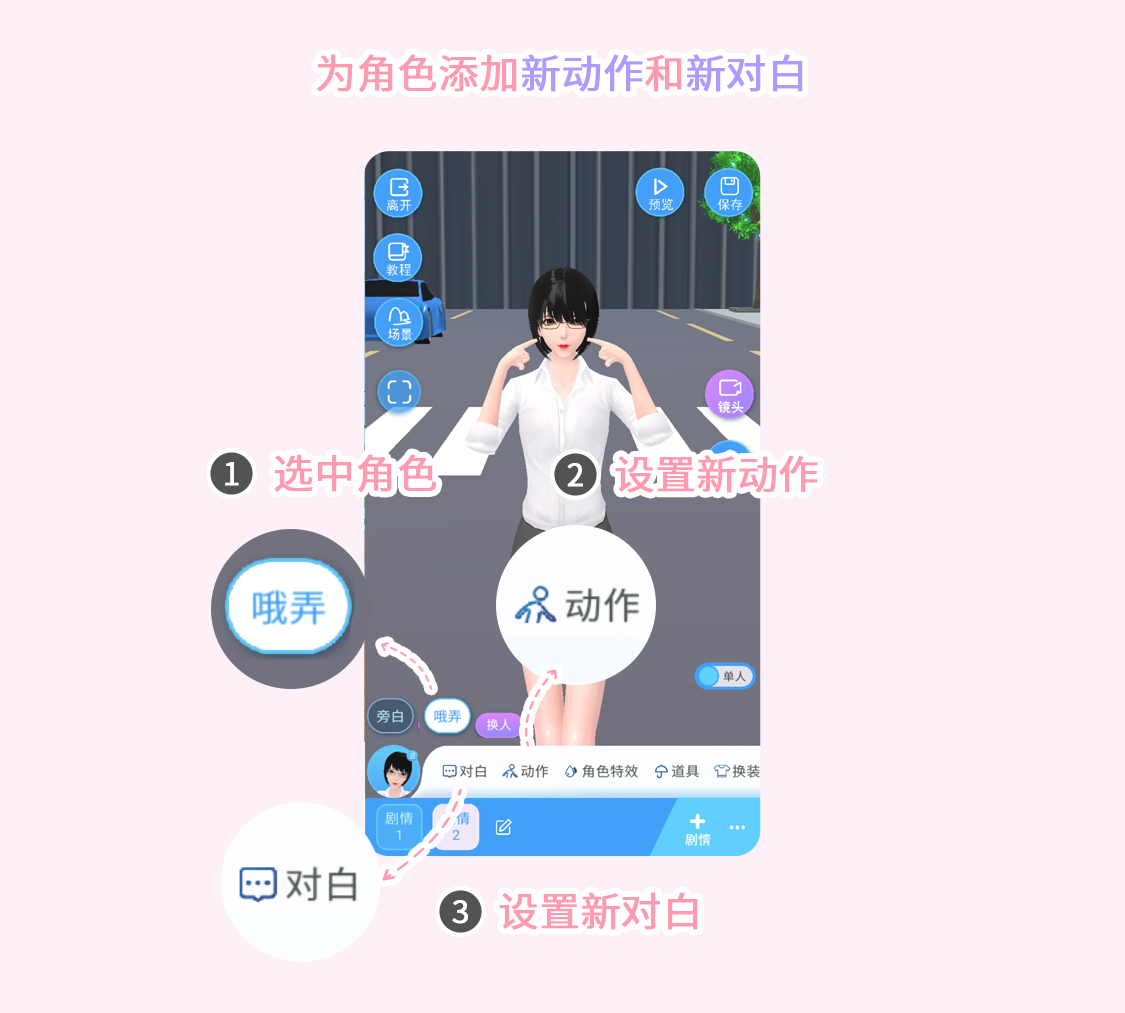 为角色添加新动作和新对白
离开
预览
保存
教程
场景
镜头
1 选中角色
2 设置新动作
哦弄
动作
单人
旁白
哦弄
换人
对白
动作
角色特效
道具
换装
剧情
1
情
2
剧情
对白
3 设置新对白